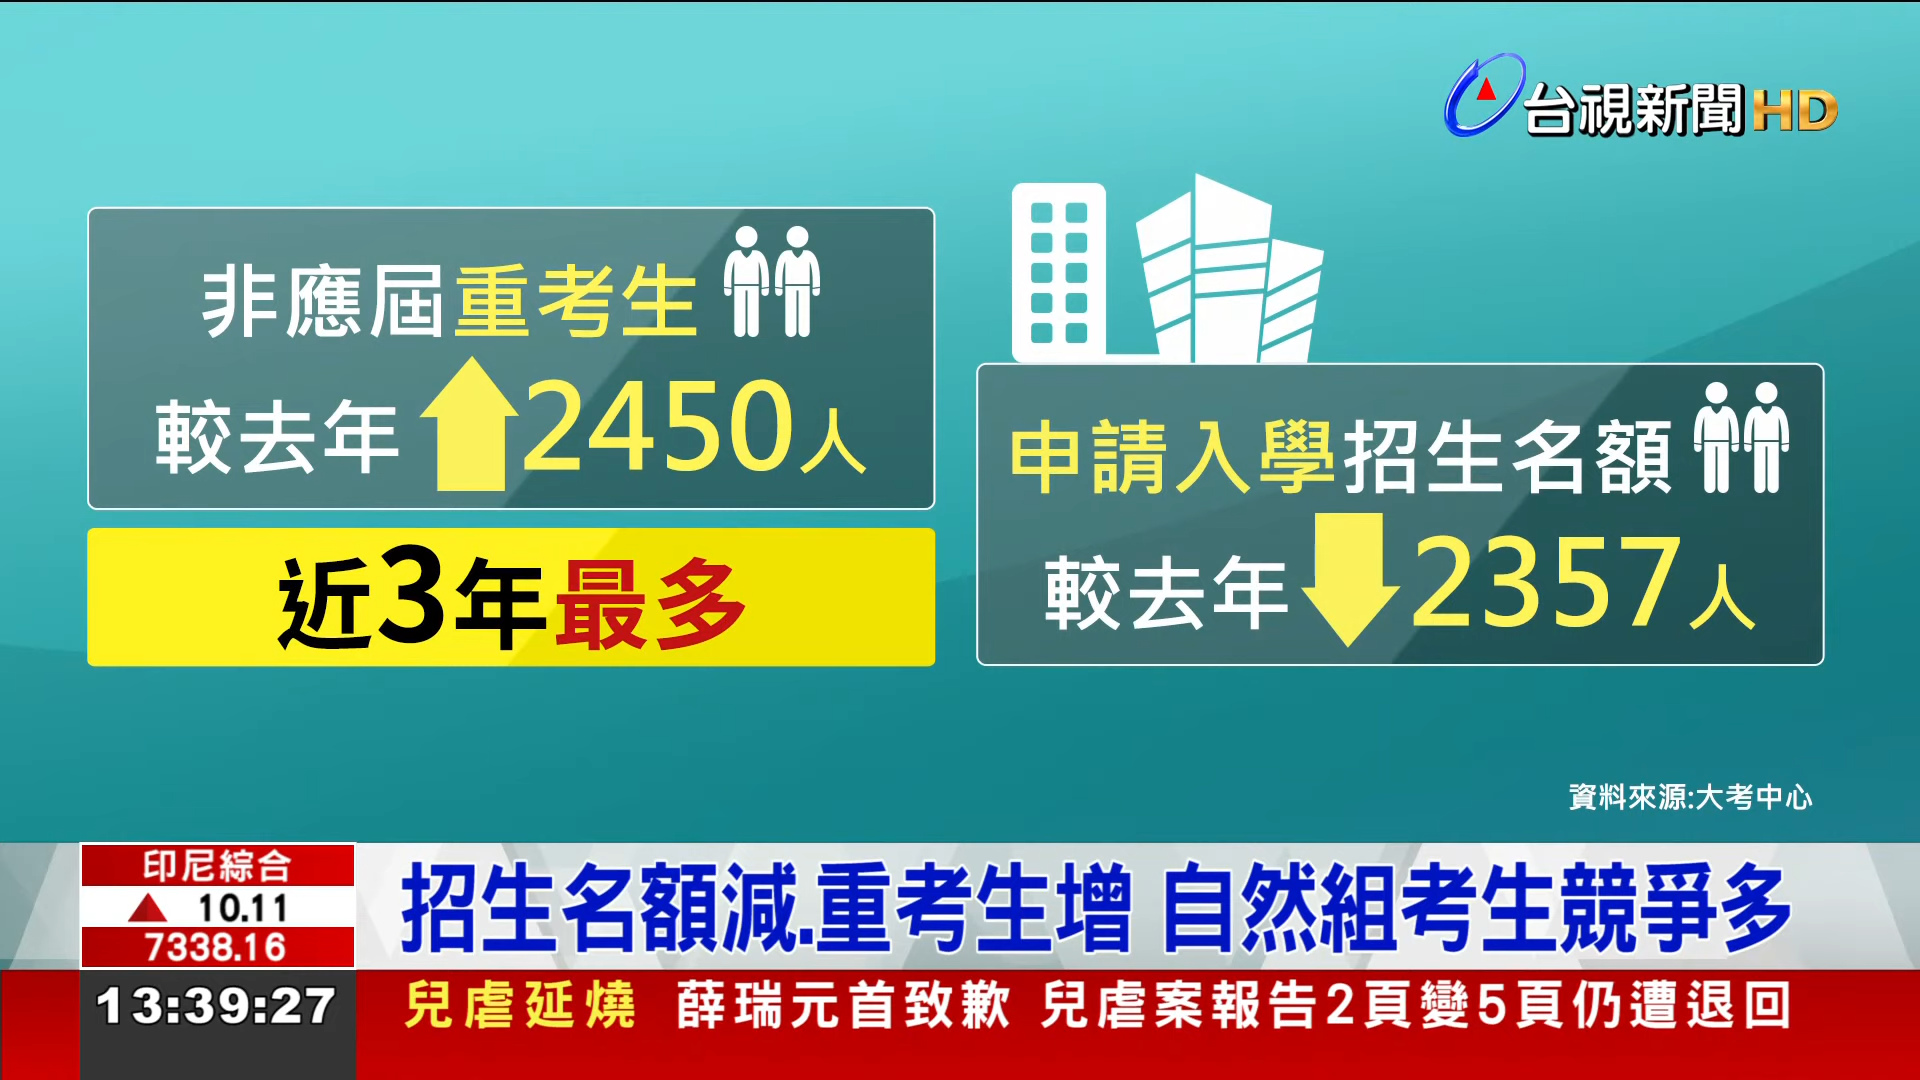 台視新聞HD
非應屆重考生
較去年 2450人
近3年最多
申請入學招生名額
較去年 2357人
資料來源:大考中心
印尼綜合
10.11
7338.16
招生名額減.重考生增 自然組考生競爭多
13:39:27
兒虐延燒 薛瑞元首致歉 兒虐案報告2頁變5頁仍遭退回